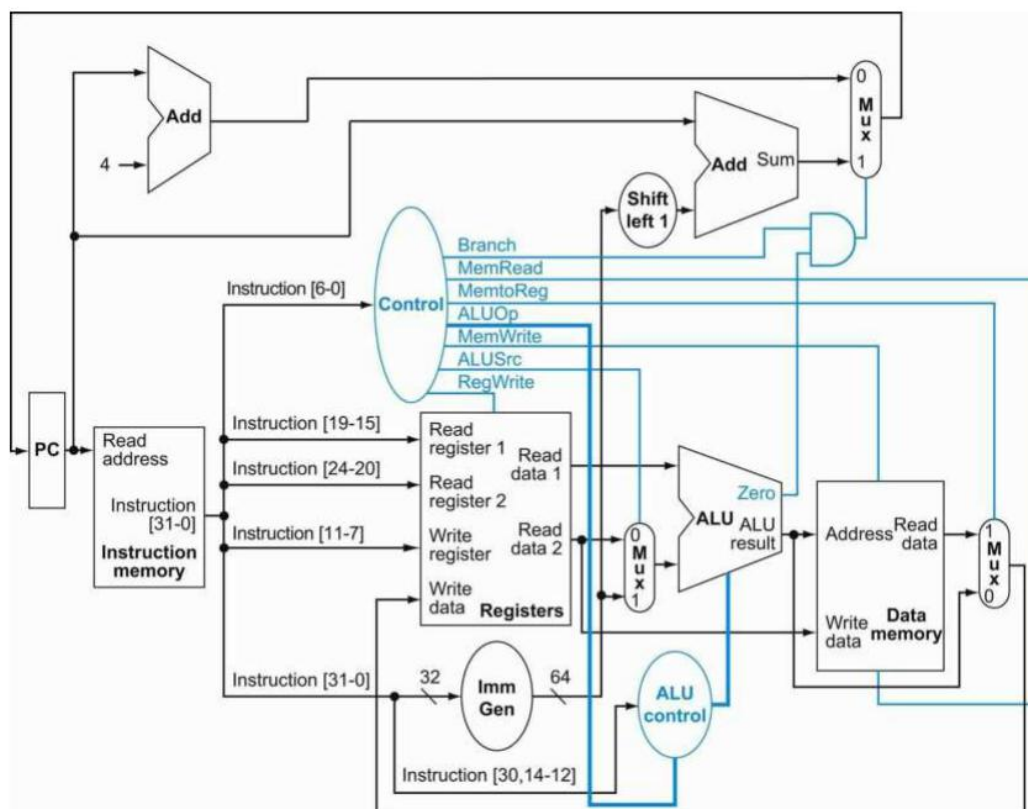 Add
4
0
Mux
1
Add
Sum
Shift
left 1
Branch
MemRead
MemtoReg
ALUOp
MemWrite
ALUSrc
RegWrite
Control
Instruction [6-0]
PC
Read
address
Instruction
[31-0]
Instruction
memory
Instruction [19-15]
Instruction [24-20]
Instruction [11-7]
Read
register 1
Read
register 2
Write
register
Write
data
Read
data 1
Read
data 2
Registers
0
Mux
1
Zero
ALU
ALU
result
Address
Read
data
Write
data
Data
memory
1
Mux
0
Instruction [31-0]
32
Imm
Gen
64
ALU
control
Instruction [30,14-12]